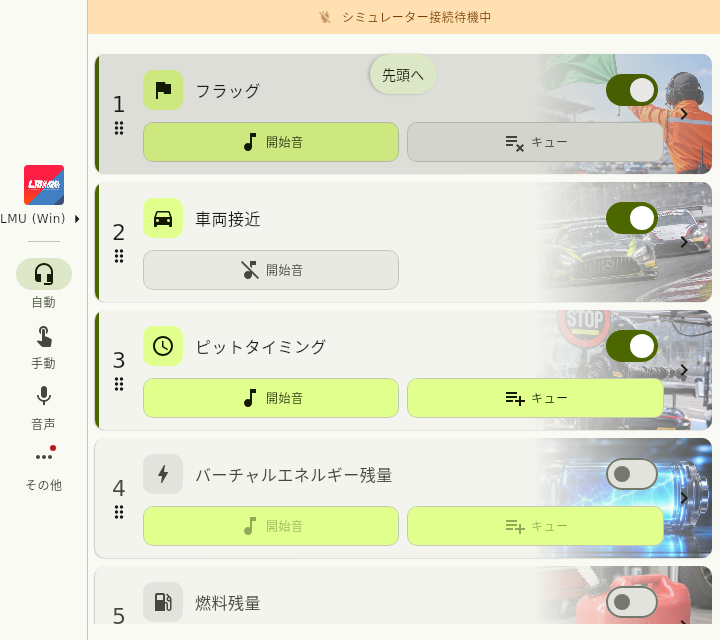 シミュレーター接続待機中
先頭へ
1
フラッグ
開始音
キュー
2
車両接近
開始音
3
ピットタイミング
STOP
開始音
キュー
4
バーチャルエネルギー残量
開始音
キュー
5
燃料残量
LMU (Win)
自動
手動
音声
その他